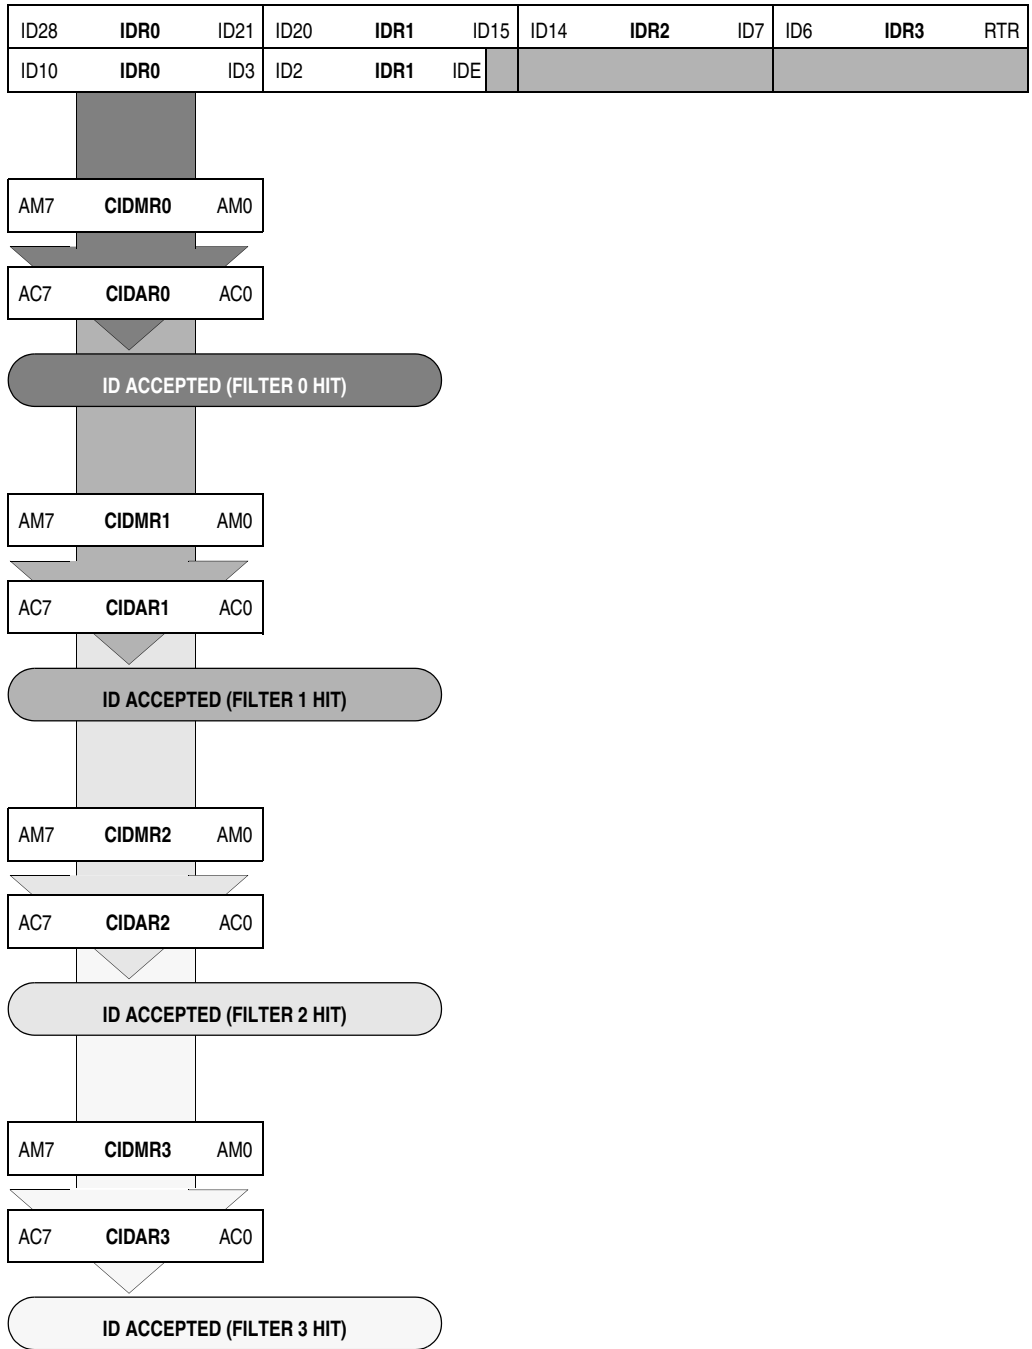 ID28 IDR0 ID21 ID20 IDR1 ID15 ID14 IDR2 ID7 ID6 IDR3 RTR
ID10 IDR0 ID3 ID2 IDR1 IDE
AM7 CIDMR0 AM0
AC7 CIDAR0 AC0
ID ACCEPTED (FILTER 0 HIT)
AM7 CIDMR1 AM0
AC7 CIDAR1 AC0
ID ACCEPTED (FILTER 1 HIT)
AM7 CIDMR2 AM0
AC7 CIDAR2 AC0
ID ACCEPTED (FILTER 2 HIT)
AM7 CIDMR3 AM0
AC7 CIDAR3 AC0
ID ACCEPTED (FILTER 3 HIT)